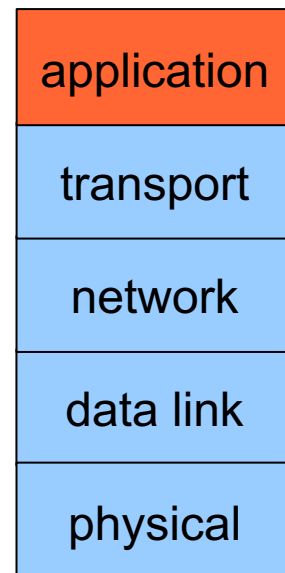 application
transport
network
data link
physical